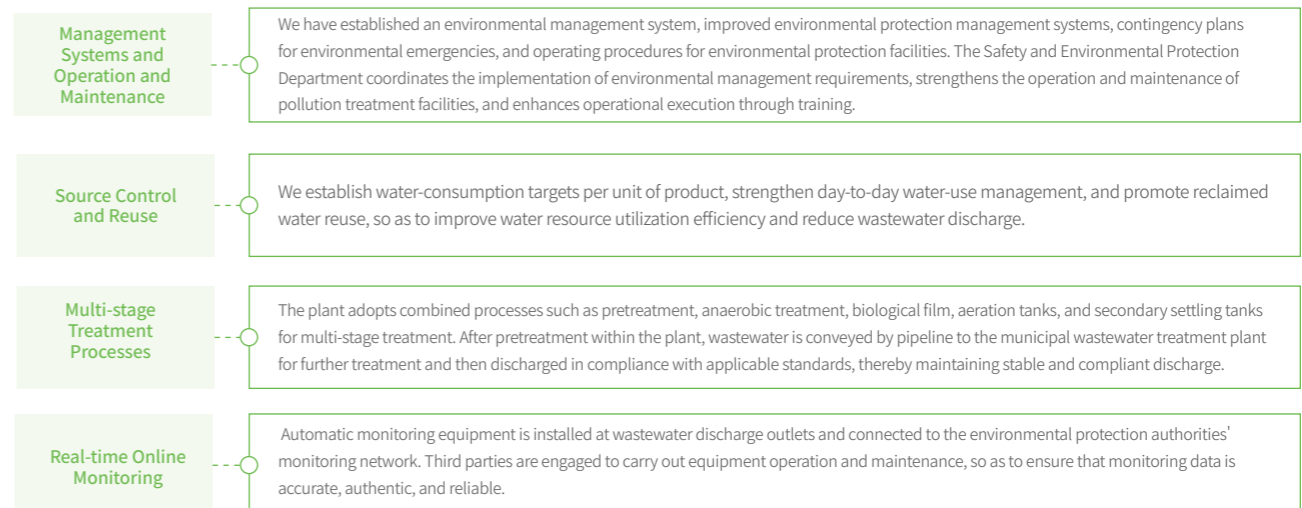 Management
Systems and
Operation and
Maintenance
We have established an environmental management system, improved environmental protection management systems, contingency plans
for environmental emergencies, and operating procedures for environmental protection facilities. The Safety and Environmental Protection
Department coordinates the implementation of environmental management requirements, strengthens the operation and maintenance of
pollution treatment facilities, and enhances operational execution through training.
Source Control
and Reuse
We establish water-consumption targets per unit of product, strengthen day-to-day water-use management, and promote reclaimed
water reuse, so as to improve water resource utilization efficiency and reduce wastewater discharge.
Multi-stage
Treatment
Processes
The plant adopts combined processes such as pretreatment, anaerobic treatment, biological film, aeration tanks, and secondary settling tanks
for multi-stage treatment. After pretreatment within the plant, wastewater is conveyed by pipeline to the municipal wastewater treatment plant
for further treatment and then discharged in compliance with applicable standards, thereby maintaining stable and compliant discharge.
Real-time Online
Monitoring
Automatic monitoring equipment is installed at wastewater discharge outlets and connected to the environmental protection authorities'
monitoring network. Third parties are engaged to carry out equipment operation and maintenance, so as to ensure that monitoring data is
accurate, authentic, and reliable.